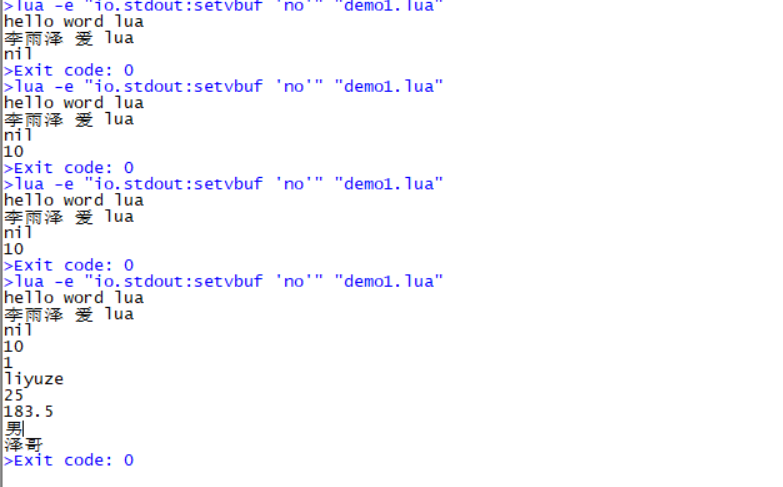 >lua -e "io.stdout:setvbuf 'no'" "demo1.lua"
hello word lua
李雨泽 爱 lua
nil
>Exit code: 0
>lua -e "io.stdout:setvbuf 'no'" "demo1.lua"
hello word lua
李雨泽 爱 lua
nil
10
>Exit code: 0
>lua -e "io.stdout:setvbuf 'no'" "demo1.lua"
hello word lua
李雨泽 爱 lua
nil
10
>Exit code: 0
>lua -e "io.stdout:setvbuf 'no'" "demo1.lua"
hello word lua
李雨泽 爱 lua
nil
10
1
liyuze
25
183.5
男
泽哥
>Exit code: 0